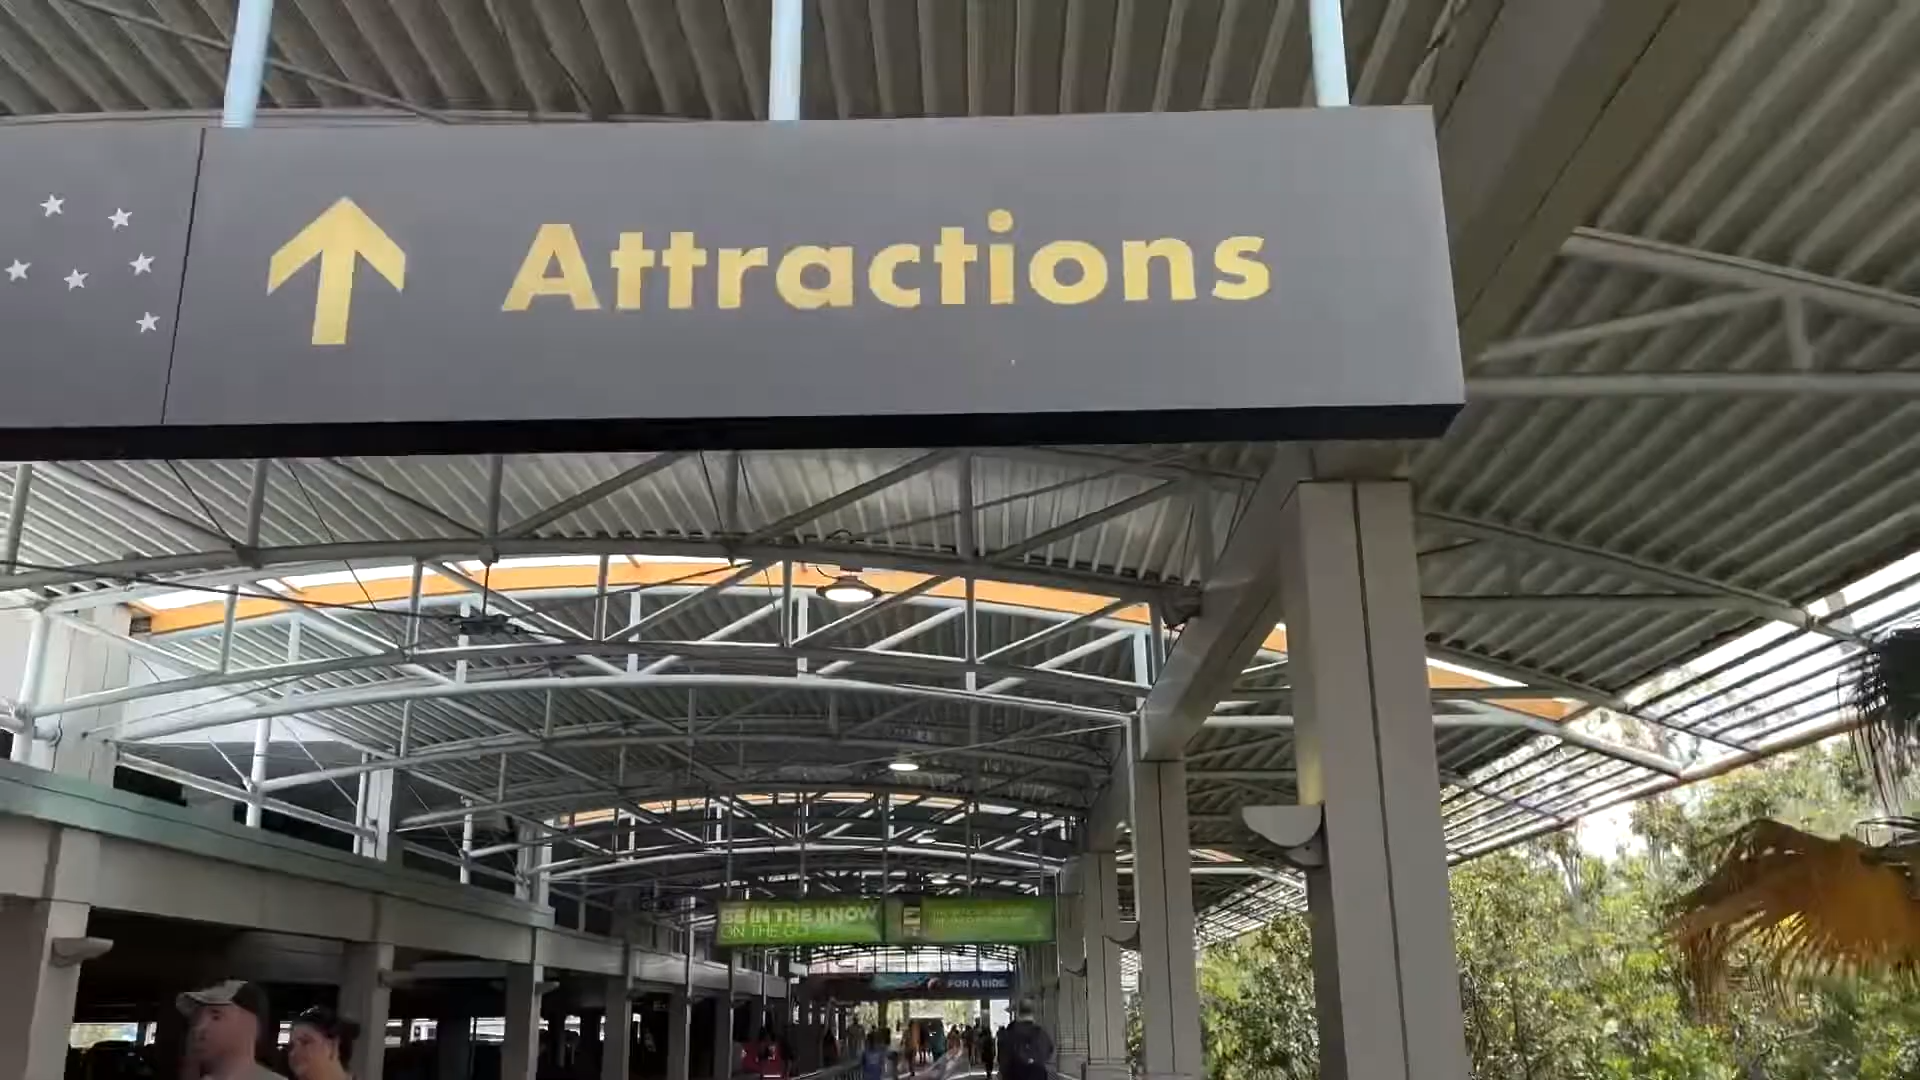 Attractions
BE IN THE KNOW
ON THE GO
FOR A RIDE.